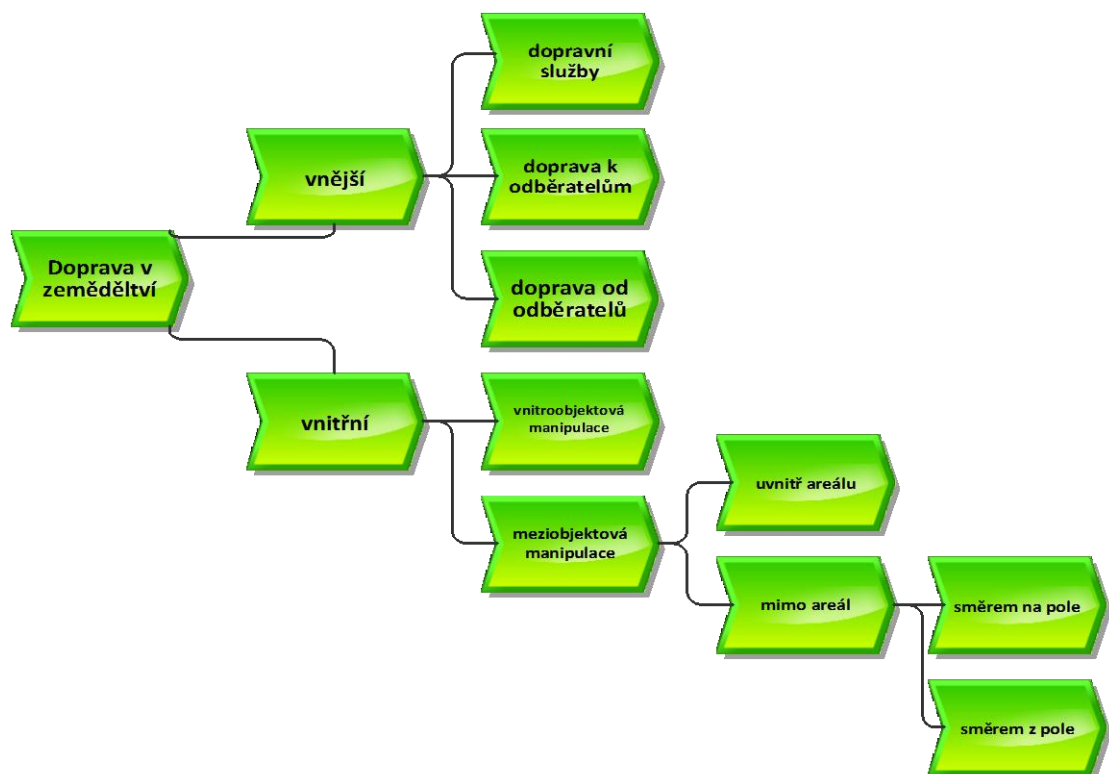 dopravní
služby
vnější
doprava k
odběratelům
Doprava v
zeměděltví
doprava od
odběratelů
vnitřní
vnitroobjektová
manipulace
uvnitř areálu
meziobjektová
manipulace
mimo areál
směrem na pole
směrem z pole